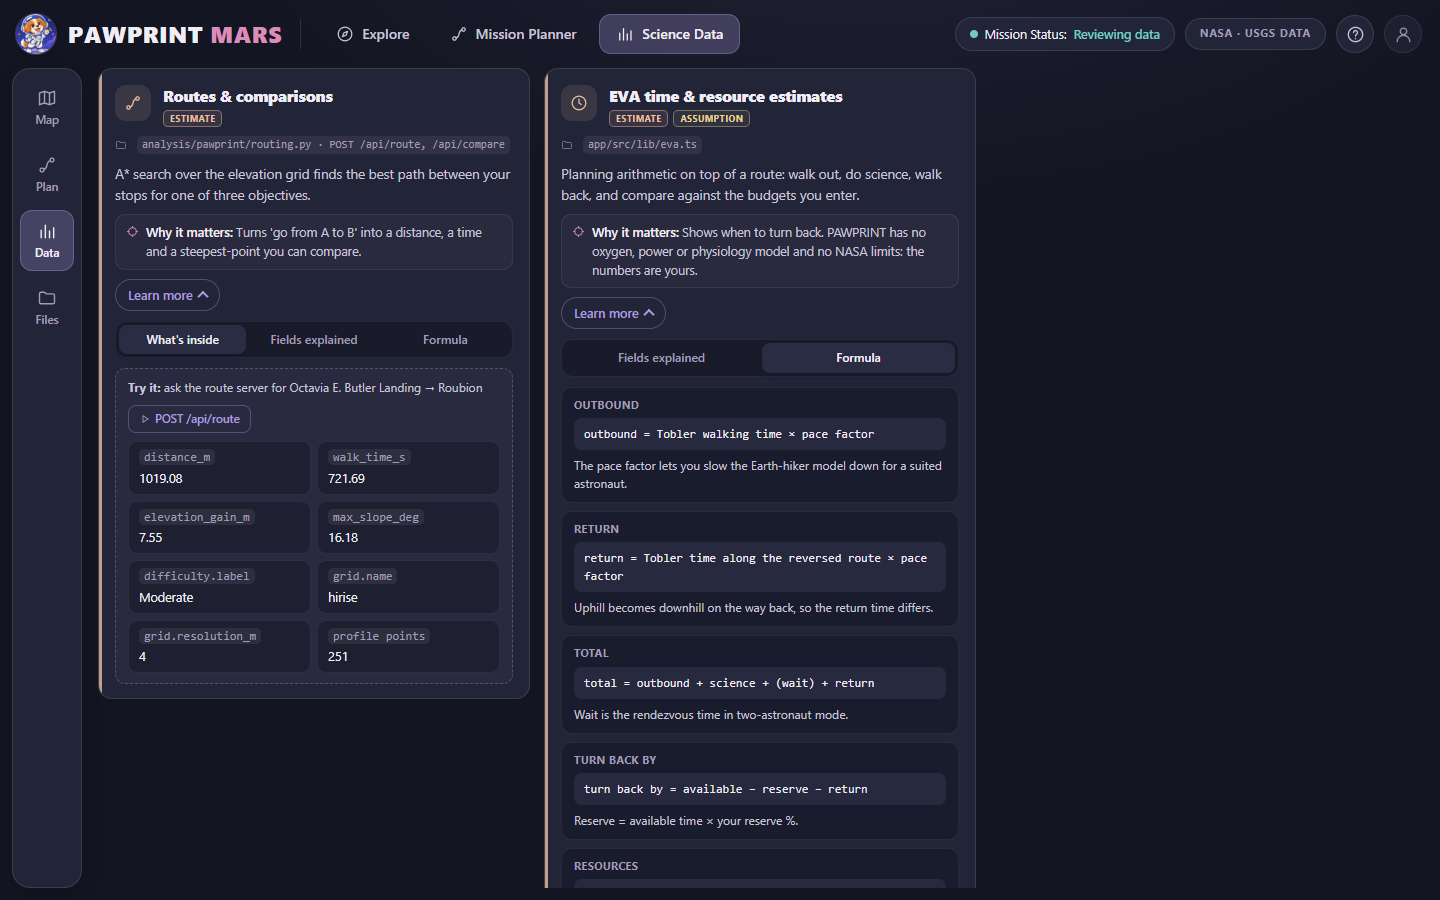 PAWPRINT MARS
Explore
Mission Planner
Science Data
Mission Status: Reviewing data
NASA · USGS DATA
Map
Plan
Data
Files
Routes & comparisons
ESTIMATE
analysis/pawprint/routing.py · POST /api/route, /api/compare
A* search over the elevation grid finds the best path between your
stops for one of three objectives.
Why it matters: Turns 'go from A to B' into a distance, a time
and a steepest-point you can compare.
Learn more
What's inside
Fields explained
Formula
Try it: ask the route server for Octavia E. Butler Landing → Roubion
POST /api/route
distance_m
1019.08
walk_time_s
721.69
elevation_gain_m
7.55
max_slope_deg
16.18
difficulty.label
Moderate
grid.name
hirise
grid.resolution_m
4
profile points
251
EVA time & resource estimates
ESTIMATE
ASSUMPTION
app/src/lib/eva.ts
Planning arithmetic on top of a route: walk out, do science, walk
back, and compare against the budgets you enter.
Why it matters: Shows when to turn back. PAWPRINT has no
oxygen, power or physiology model and no NASA limits: the
numbers are yours.
Learn more
Fields explained
Formula
OUTBOUND
outbound = Tobler walking time × pace factor
The pace factor lets you slow the Earth-hiker model down for a suited
astronaut.
RETURN
return = Tobler time along the reversed route × pace
factor
Uphill becomes downhill on the way back, so the return time differs.
TOTAL
total = outbound + science + (wait) + return
Wait is the rendezvous time in two-astronaut mode.
TURN BACK BY
turn back by = available − reserve − return
Reserve = available time × your reserve %.
RESOURCES